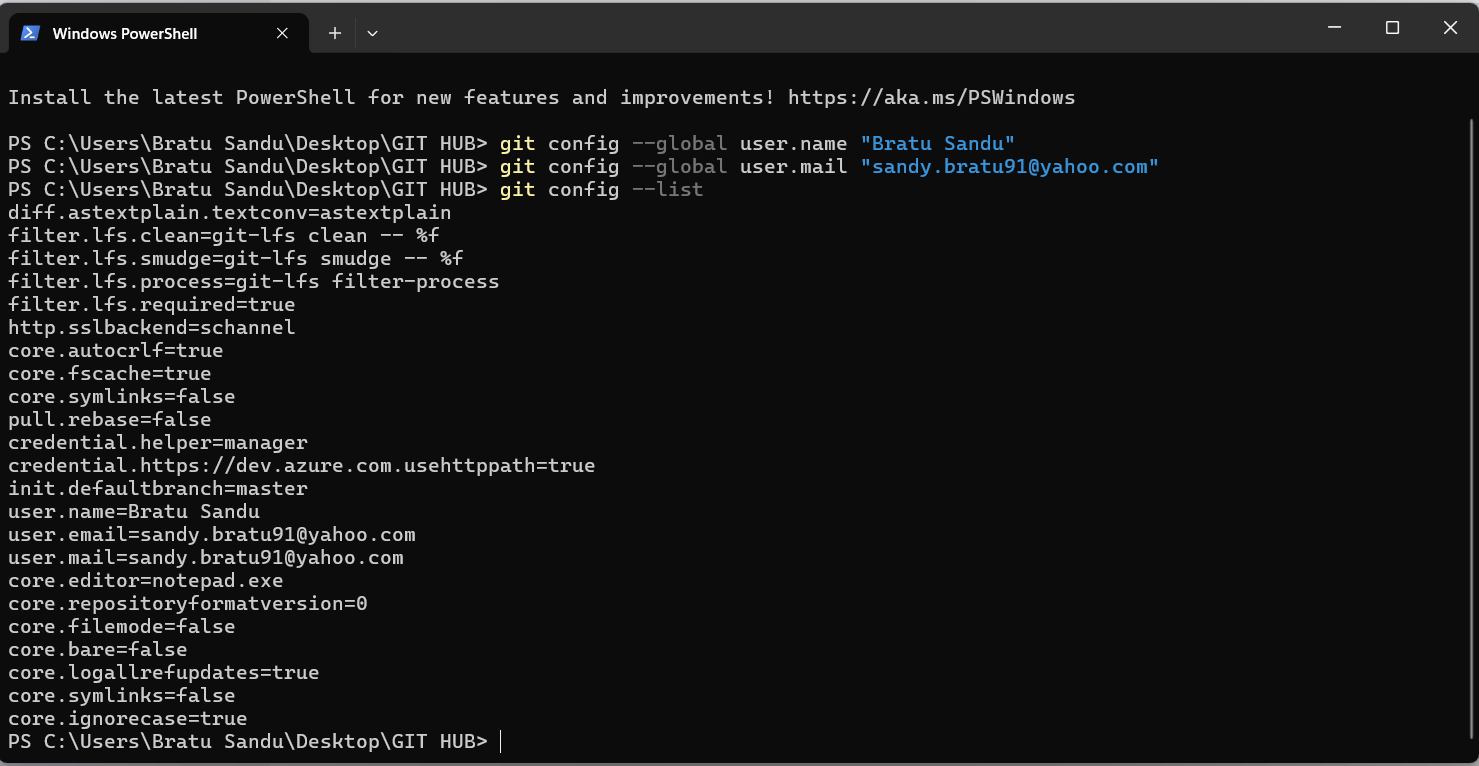 Windows PowerShell
Install the latest PowerShell for new features and improvements! https://aka.ms/PSWindows
PS C:\Users\Bratu Sandu\Desktop\GIT HUB> git config --global user.name "Bratu Sandu"
PS C:\Users\Bratu Sandu\Desktop\GIT HUB> git config --global user.mail "sandy.bratu91@yahoo.com"
PS C:\Users\Bratu Sandu\Desktop\GIT HUB> git config --list
diff.astextplain.textconv=astextplain
filter.lfs.clean=git-lfs clean -- %f
filter.lfs.smudge=git-lfs smudge -- %f
filter.lfs.process=git-lfs filter-process
filter.lfs.required=true
http.sslbackend=schannel
core.autocrlf=true
core.fscache=true
core.symlinks=false
pull.rebase=false
credential.helper=manager
credential.https://dev.azure.com.usehttppath=true
init.defaultbranch=master
user.name=Bratu Sandu
user.email=sandy.bratu91@yahoo.com
user.mail=sandy.bratu91@yahoo.com
core.editor=notepad.exe
core.repositoryformatversion=0
core.filemode=false
core.bare=false
core.logallrefupdates=true
core.symlinks=false
core.ignorecase=true
PS C:\Users\Bratu Sandu\Desktop\GIT HUB>